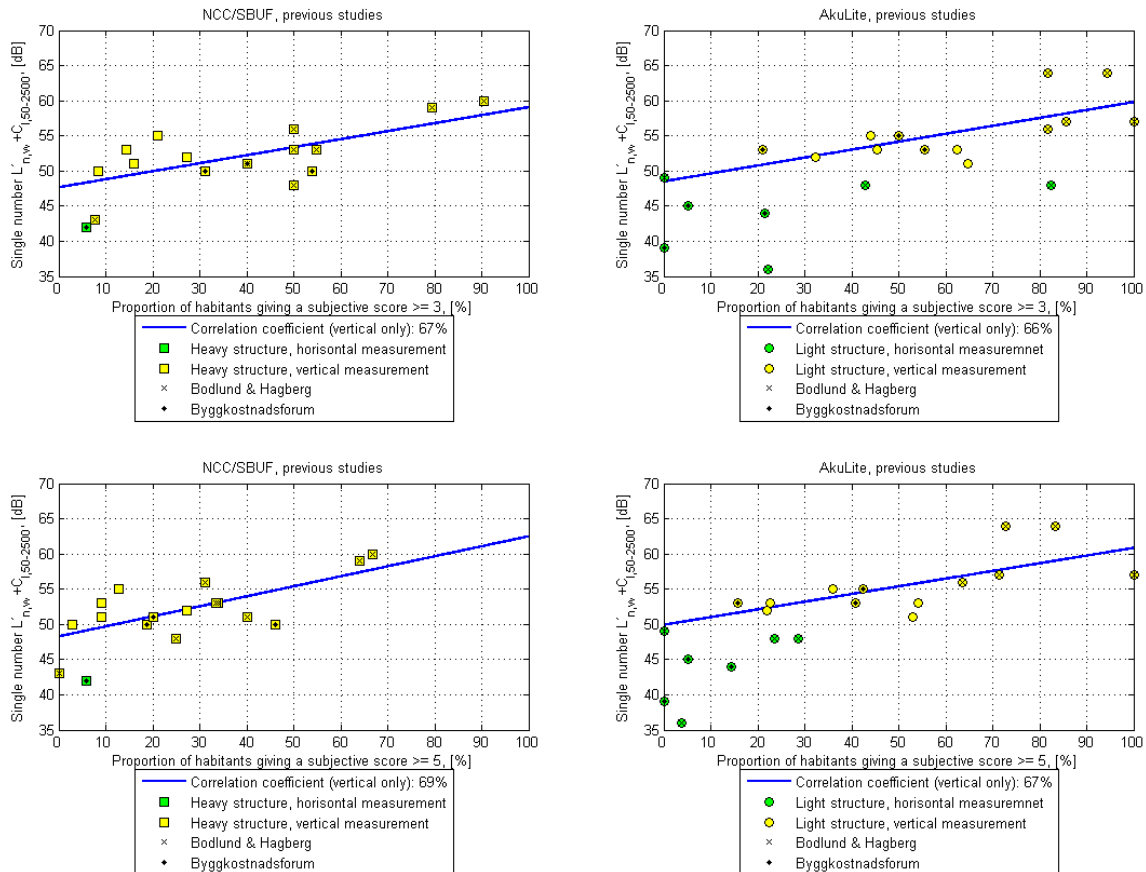 NCC/SBUF, previous studies
Single number L´n,w +CI,50-2500, [dB]
70
65
60
55
50
45
40
35
0 10 20 30 40 50 60 70 80 90 100
Proportion of habitants giving a subjective score >= 3, [%]
Correlation coefficient (vertical only): 67%
Heavy structure, horisontal measurement
Heavy structure, vertical measurement
Bodlund & Hagberg
Byggkostnadsforum
AkuLite, previous studies
Single number L´n,w +CI,50-2500, [dB]
70
65
60
55
50
45
40
35
0 10 20 30 40 50 60 70 80 90 100
Proportion of habitants giving a subjective score >= 3, [%]
Correlation coefficient (vertical only): 66%
Light structure, horisontal measuremnet
Light structure, vertical measurement
Bodlund & Hagberg
Byggkostnadsforum
NCC/SBUF, previous studies
Single number L´n,w +CI,50-2500, [dB]
70
65
60
55
50
45
40
35
0 10 20 30 40 50 60 70 80 90 100
Proportion of habitants giving a subjective score >= 5, [%]
Correlation coefficient (vertical only): 69%
Heavy structure, horisontal measurement
Heavy structure, vertical measurement
Bodlund & Hagberg
Byggkostnadsforum
AkuLite, previous studies
Single number L´n,w +CI,50-2500, [dB]
70
65
60
55
50
45
40
35
0 10 20 30 40 50 60 70 80 90 100
Proportion of habitants giving a subjective score >= 5, [%]
Correlation coefficient (vertical only): 67%
Light structure, horisontal measuremnet
Light structure, vertical measurement
Bodlund & Hagberg
Byggkostnadsforum